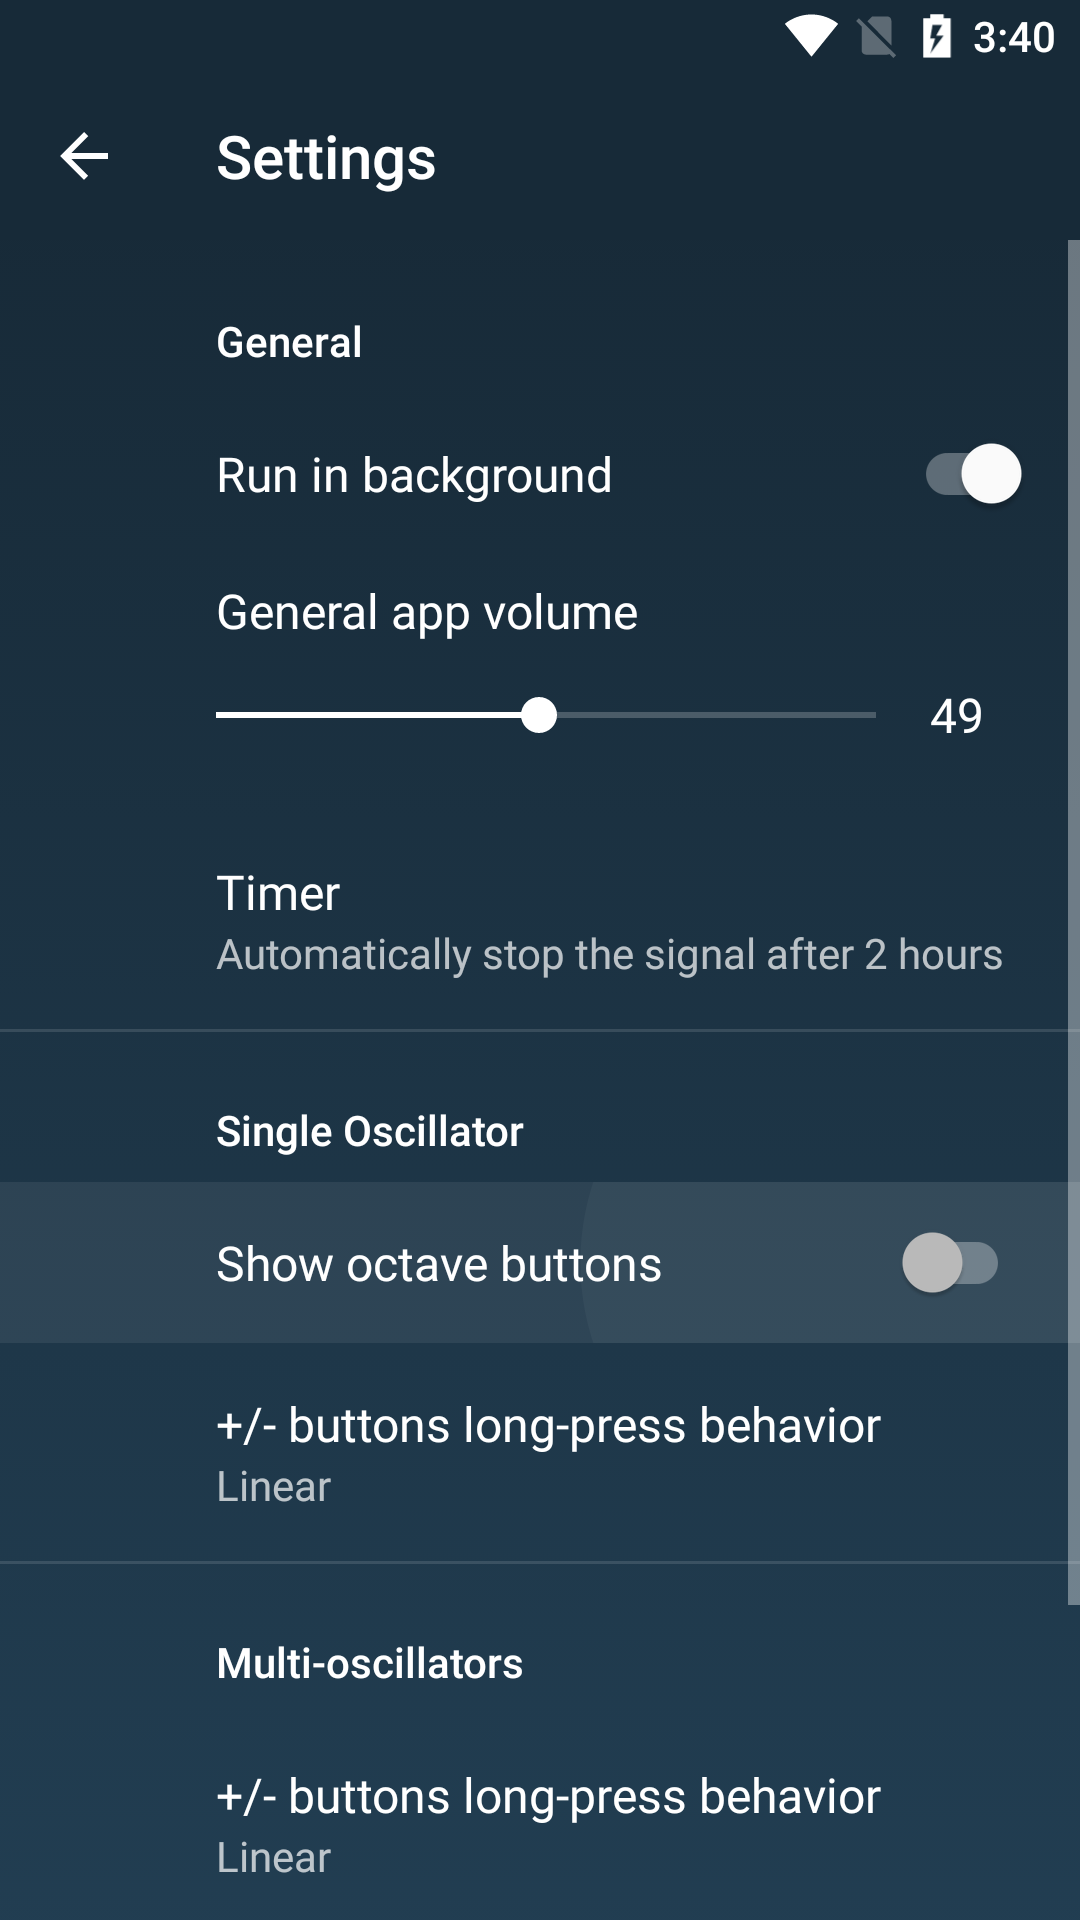 3:40
Settings
General
Run in background
General app volume
49
Timer
Automatically stop the signal after 2 hours
Single Oscillator
Show octave buttons
+/- buttons long-press behavior
Linear
Multi-oscillators
+/- buttons long-press behavior
Linear